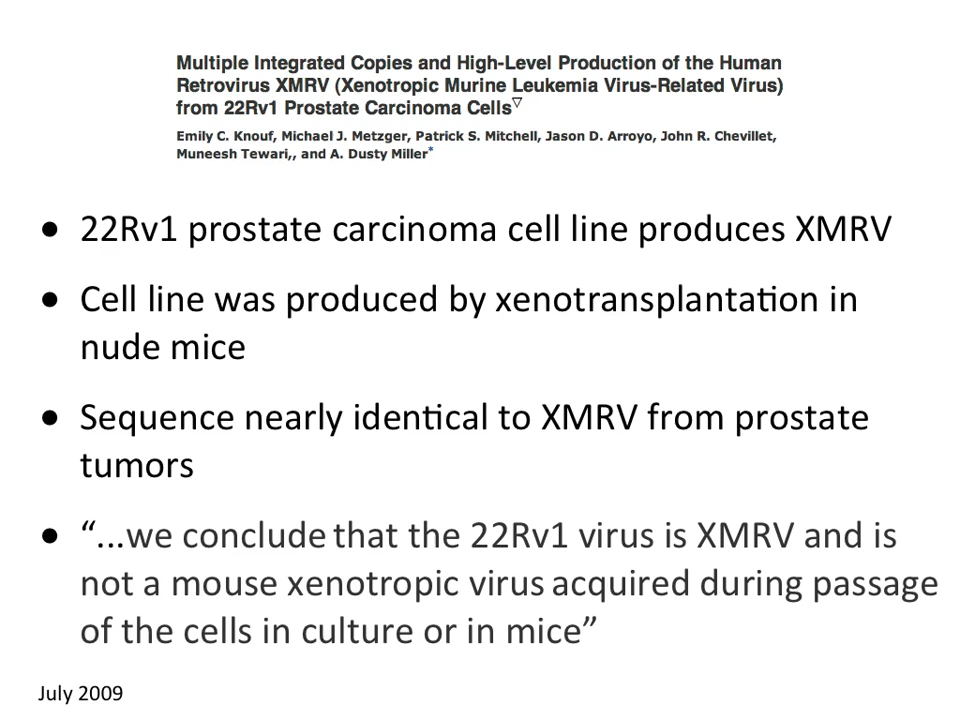 Multiple Integrated Copies and High-Level Production of the Human
Retrovirus XMRV (Xenotropic Murine Leukemia Virus-Related Virus)
from 22Rv1 Prostate Carcinoma Cells▽
Emily C. Knouf, Michael J. Metzger, Patrick S. Mitchell, Jason D. Arroyo, John R. Chevillet,
Muneesh Tewari,, and A. Dusty Miller*
• 22Rv1 prostate carcinoma cell line produces XMRV
• Cell line was produced by xenotransplantation in
nude mice
• Sequence nearly identical to XMRV from prostate
tumors
• “...we conclude that the 22Rv1 virus is XMRV and is
not a mouse xenotropic virus acquired during passage
of the cells in culture or in mice”
July 2009